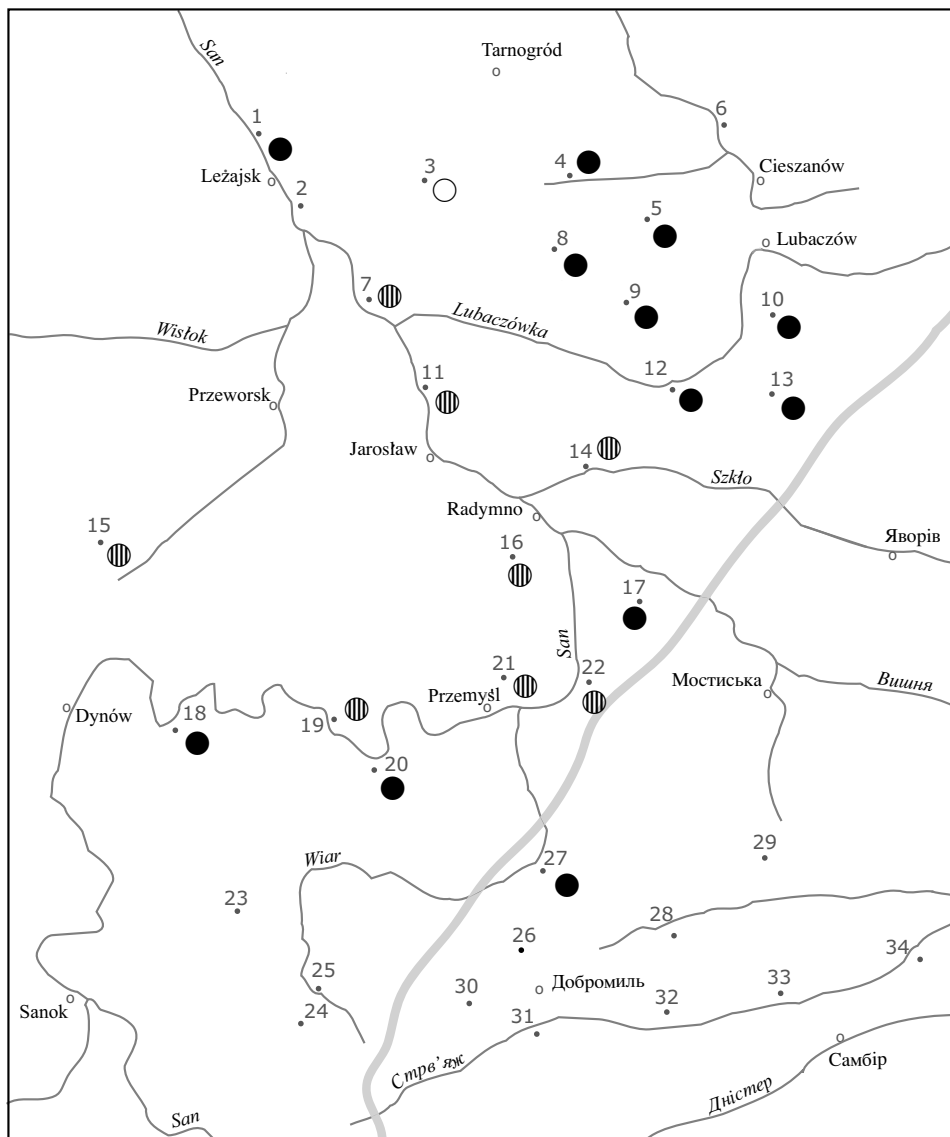 San
Tarnogród
1
6
3
4
Cieszanów
Leżajsk
2
5
Lubaczów
8
7
9
10
Lubaczówka
Wisłok
11
12
13
Przeworsk
Jarosław
14
Szkło
Radymno
15
16
Яворів
17
San
21
22
Мостиська
Вишня
Przemyśl
Dynów
18
19
20
Wiar
27
29
23
28
26
34
25
33
Добромиль
30
32
Sanok
24
31
Стрв’яж
Самбір
Дністер
San